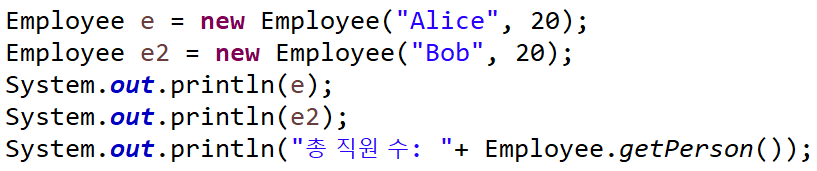 Employee e = new Employee("Alice", 20);
Employee e2 = new Employee("Bob", 20);
System.out.println(e);
System.out.println(e2);
System.out.println("총 직원 수: "+ Employee.getPerson());